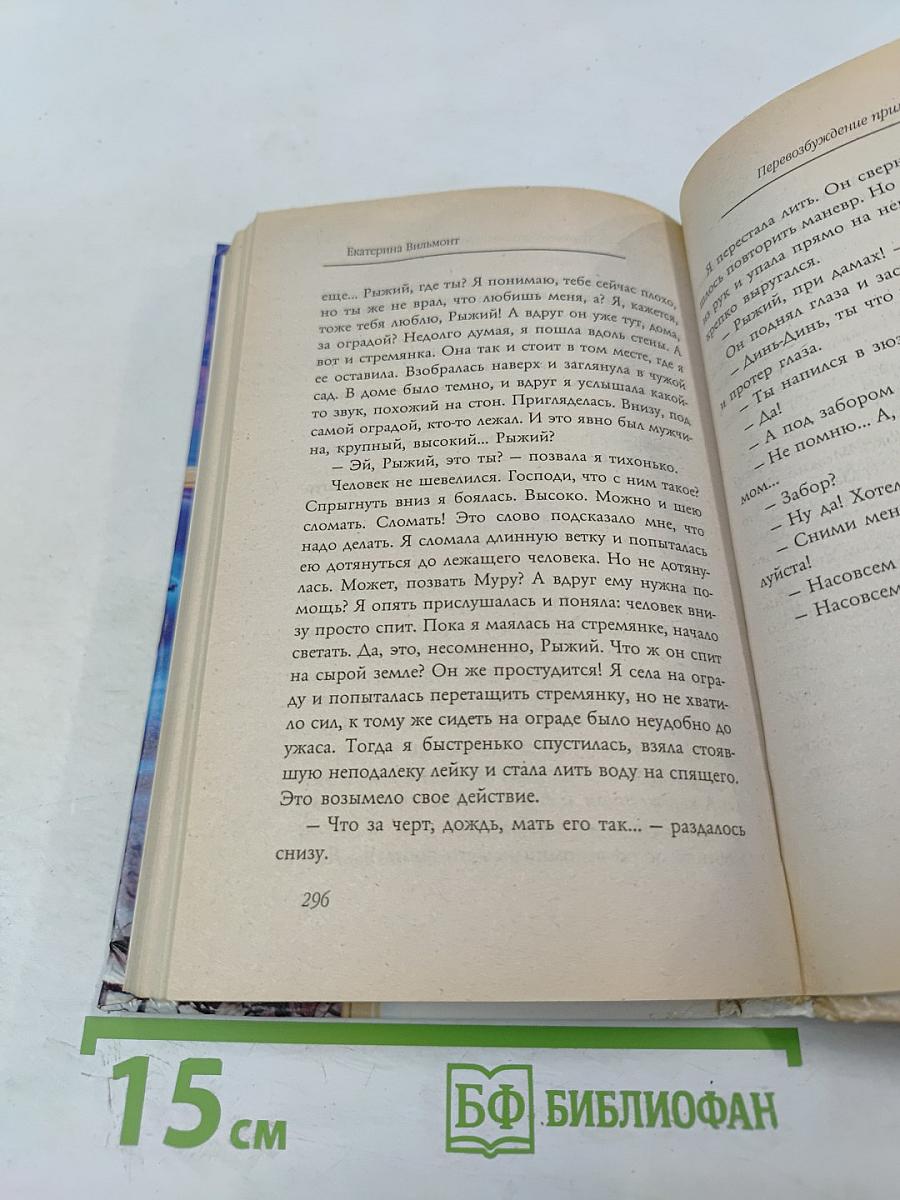 Екатерина Вильмонт
еще... Рыжий, где ты? Я понимаю, тебе сейчас плохо,
но ты же не врал, что любишь меня, а? Я, кажется,
тоже тебя люблю, Рыжий! А вдруг он уже тут, дома,
за оградой? Недолго думая, я пошла вдоль стены. А
вот и стремянка. Она так и стоит в том месте, где я
ее оставила. Взобралась наверх и заглянула в чужой
сад. В доме было темно, и вдруг я услышала какой-
то звук, похожий на стон. Пригляделась. Внизу, под
самой оградой, кто-то лежал. И это явно был мужчи-
на, крупный, высокий... Рыжий?
– Эй, Рыжий, это ты? – позвала я тихонько.
Человек не шевелился. Господи, что с ним такое?
Спрыгнуть вниз я боялась. Высоко. Можно и шею
сломать. Сломать! Это слово подсказало мне, что
надо делать. Я сломала длинную ветку и попыталась
ею дотянуться до лежащего человека. Но не дотяну-
лась. Может, позвать Муру? А вдруг ему нужна по-
мощь? Я опять прислушалась и поняла: человек вни-
зу просто спит. Пока я маялась на стремянке, начало
светать. Да, это, несомненно, Рыжий. Что ж он спит
на сырой земле? Он же простудится! Я села на огра-
ду и попыталась перетащить стремянку, но не хвати-
ло сил, к тому же сидеть на ограде было неудобно до
ужаса. Тогда я быстренько спустилась, взяла стояв-
шую неподалеку лейку и стала лить воду на спящего.
Это возымело свое действие.
– Что за черт, дождь, мать его так... – раздалось
снизу.
296
Перевозбуждение
Я перестала лить. Он
лось повторить маневр. Но
из рук и упала прямо на
крепко выругался.
– Рыжий, при дамах! –
Он поднял глаза и
– Динь-Динь, ты что
и протер глаза.
– Ты напился в
– Да!
– А под забором
– Не помню... А,
мом...
– Забор?
– Ну да!
– Сними
луйста!
– Насовсем
– Насовсем
15 см
БФ БИБЛИОФАН